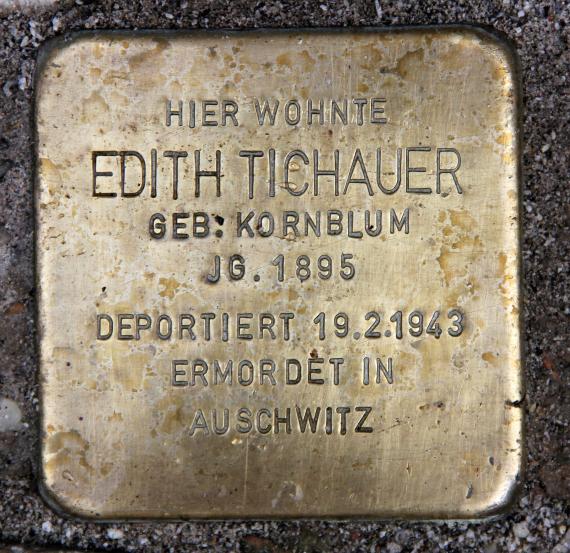 HIER WOHNTE
EDITH TICHAUER
GEB. KORNBLUM
JG. 1895
DEPORTIERT 19.2.1943
ERMORDET IN
AUSCHWITZ